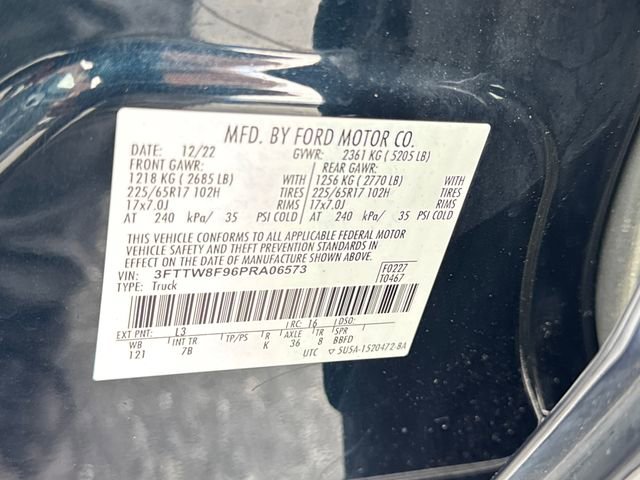 MFD. BY FORD MOTOR CO.
DATE: 12/22 GVWR: 2361 KG ( 5205 LB)
FRONT GAWR: REAR GAWR:
1218 KG ( 2685 LB) WITH 1256 KG ( 2770 LB) WITH
225/65R17 102H TIRES 225/65R17 102H TIRES
17x7.0J RIMS 17x7.0J RIMS
AT 240 kPa/ 35 PSI COLD AT 240 kPa/ 35 PSI COLD
THIS VEHICLE CONFORMS TO ALL APPLICABLE FEDERAL MOTOR
VEHICLE SAFETY AND THEFT PREVENTION STANDARDS IN
EFFECT ON THE DATE OF MANUFACTURE SHOWN ABOVE.
VIN: 3FTTW8F96PRA06573 F0227
TYPE: Truck T0467
EXT PNT: L3 RC: 16 DSO:
WB INT TR TP/PS R AXLE TR SPR
121 7B K 36 8 BBFD
UTC ▽ 5U5A-1520472-BA